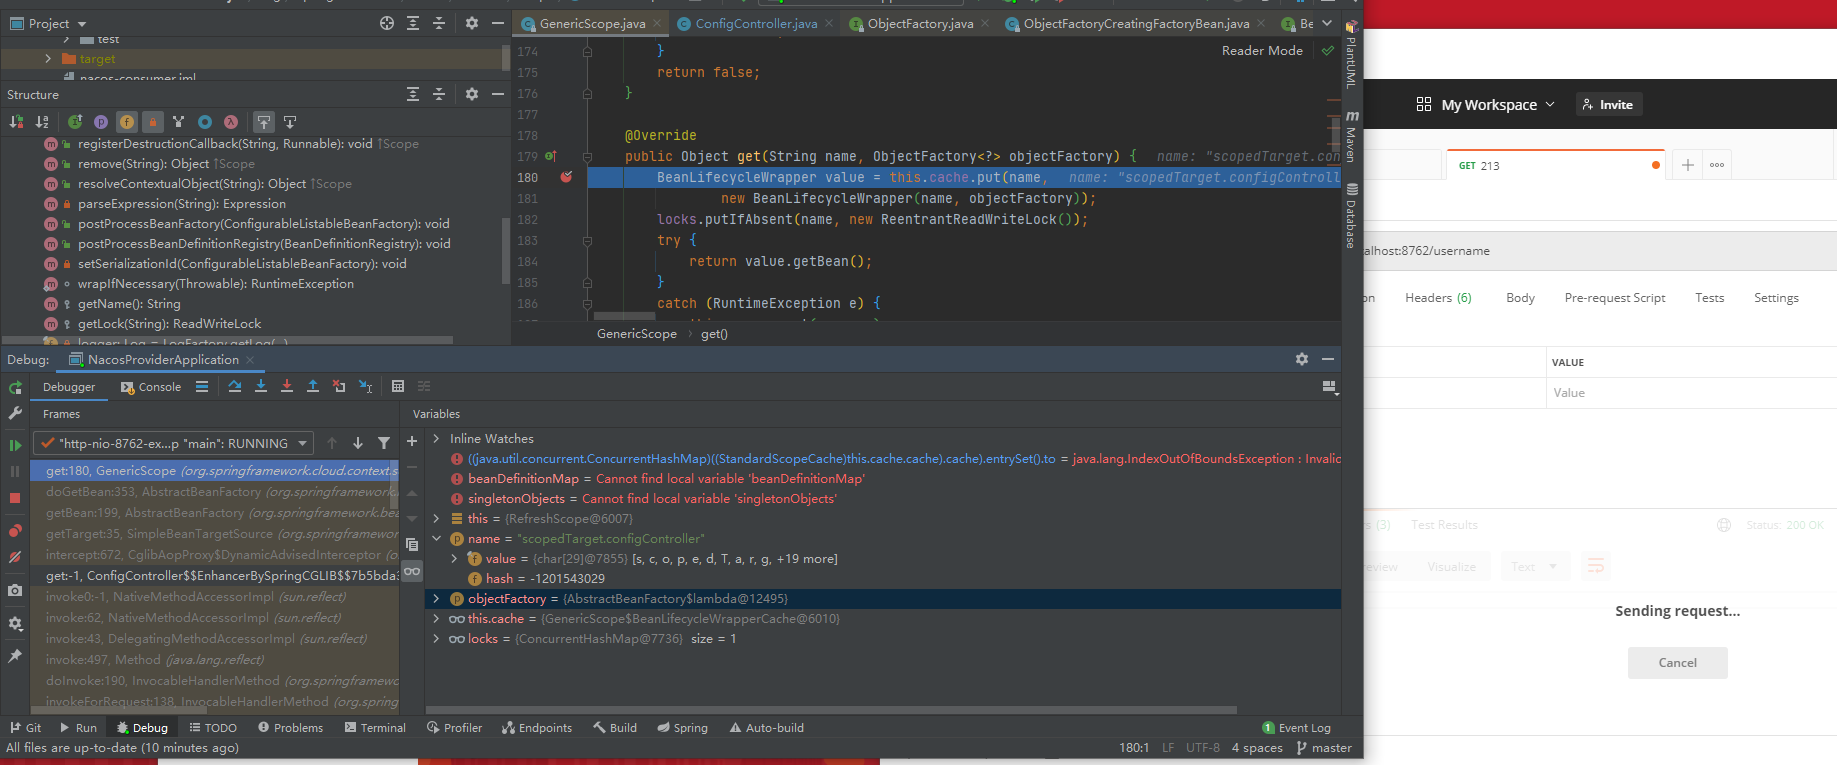 Project
test
target
nacos-consumer.iml
Structure
registerDestructionCallback(String, Runnable): void ↑Scope
remove(String): Object ↑Scope
resolveContextualObject(String): Object ↑Scope
parseExpression(String): Expression
postProcessBeanFactory(ConfigurableListableBeanFactory): void
postProcessBeanDefinitionRegistry(BeanDefinitionRegistry): void
setSerializationId(ConfigurableListableBeanFactory): void
wrapIfNecessary(Throwable): RuntimeException
getName(): String
getLock(String): ReadWriteLock
logger: Log = LogFactory.getLog(...)
GenericScope.java
ConfigController.java
ObjectFactory.java
ObjectFactoryCreatingFactoryBean.java
Be
Reader Mode
174 }
175 return false;
176 }
177
178 @Override
179 public Object get(String name, ObjectFactory<?> objectFactory) { name: "scopedTarget.con
180 BeanLifecycleWrapper value = this.cache.put(name, name: "scopedTarget.configControll
181 new BeanLifecycleWrapper(name, objectFactory));
182 locks.putIfAbsent(name, new ReentrantReadWriteLock());
183 try {
184 return value.getBean();
185 }
186 catch (RuntimeException e) {
GenericScope > get()
PlantUML
Maven
Database
Debug: NacosProviderApplication
Debugger
Console
Frames
Variables
"http-nio-8762-ex...p "main": RUNNING
get:180, GenericScope (org.springframework.cloud.context.s
doGetBean:353, AbstractBeanFactory (org.springframework.
getBean:199, AbstractBeanFactory (org.springframework.bea
getTarget:35, SimpleBeanTargetSource (org.springframewor
intercept:672, CglibAopProxy$DynamicAdvisedInterceptor (o
get:-1, ConfigController$$EnhancerBySpringCGLIB$$7b5bda
invoke0:-1, NativeMethodAccessorImpl (sun.reflect)
invoke:62, NativeMethodAccessorImpl (sun.reflect)
invoke:43, DelegatingMethodAccessorImpl (sun.reflect)
invoke:497, Method (java.lang.reflect)
doInvoke:190, InvocableHandlerMethod (org.springframewo
invokeForRequest:138, InvocableHandlerMethod (org.spring
Inline Watches
((java.util.concurrent.ConcurrentHashMap)((StandardScopeCache)this.cache.cache).cache).entrySet().to = java.lang.IndexOutOfBoundsException : Invalid
beanDefinitionMap = Cannot find local variable 'beanDefinitionMap'
singletonObjects = Cannot find local variable 'singletonObjects'
this = {RefreshScope@6007}
name = "scopedTarget.configController"
value = {char[29]@7855} [s, c, o, p, e, d, T, a, r, g, +19 more]
hash = -1201543029
objectFactory = {AbstractBeanFactory$lambda@12495}
this.cache = {GenericScope$BeanLifecycleWrapperCache@6010}
locks = {ConcurrentHashMap@7736} size = 1
Git
Run
Debug
TODO
Problems
Terminal
Profiler
Endpoints
Build
Spring
Auto-build
1 Event Log
All files are up-to-date (10 minutes ago)
180:1 LF UTF-8 4 spaces master
My Workspace
Invite
GET 213
calhost:8762/username
on
Headers (6)
Body
Pre-request Script
Tests
Settings
VALUE
Value
(3)
Test Results
Status: 200 OK
review
Visualize
Text
Sending request...
Cancel